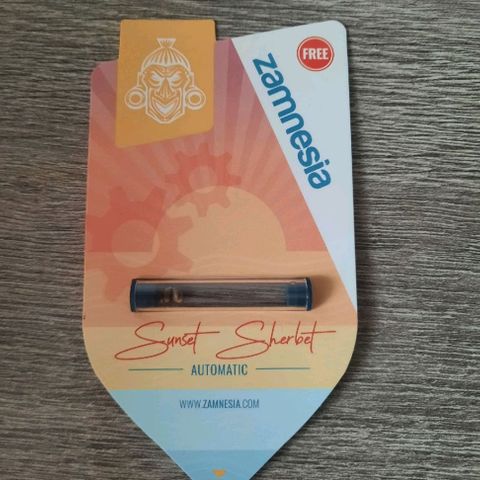 FREE
zamnesia
Sunset Sherbet
AUTOMATIC
WWW.ZAMNESIA.COM